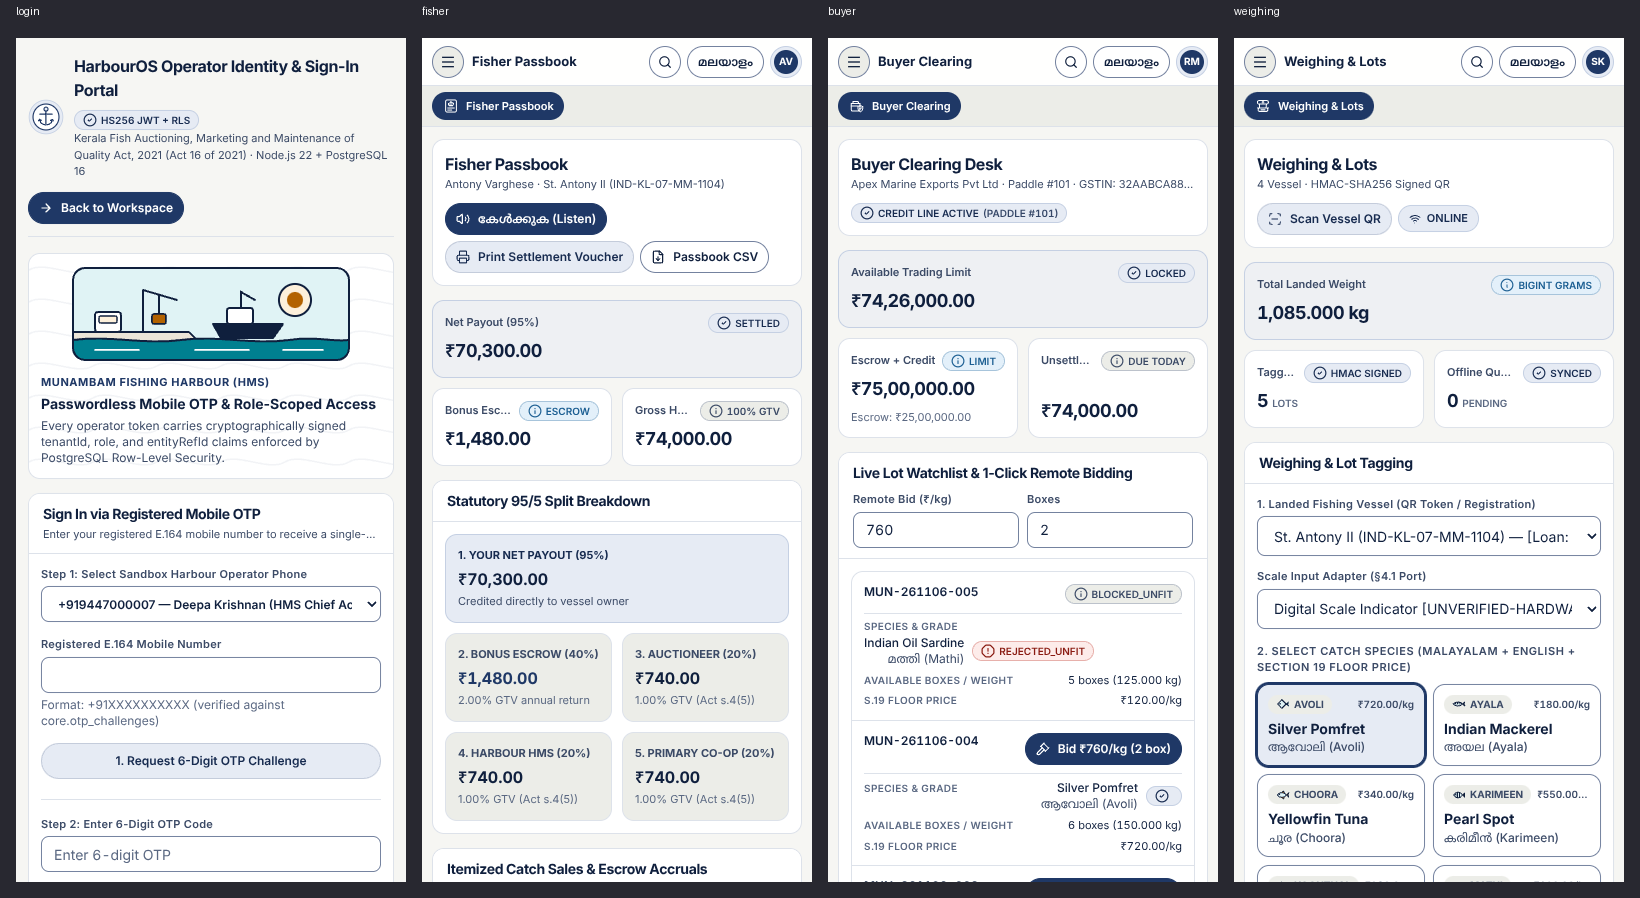 login
HarbourOS Operator Identity & Sign-In
Portal
HS256 JWT + RLS
Kerala Fish Auctioning, Marketing and Maintenance of
Quality Act, 2021 (Act 16 of 2021) · Node.js 22 + PostgreSQL
16
Back to Workspace
MUNAMBAM FISHING HARBOUR (HMS)
Passwordless Mobile OTP & Role-Scoped Access
Every operator token carries cryptographically signed
tenantId, role, and entityRefId claims enforced by
PostgreSQL Row-Level Security.
Sign In via Registered Mobile OTP
Enter your registered E.164 mobile number to receive a single-...
Step 1: Select Sandbox Harbour Operator Phone
+919447000007 — Deepa Krishnan (HMS Chief Ac
Registered E.164 Mobile Number
Format: +91XXXXXXXXXX (verified against
core.otp_challenges)
1. Request 6-Digit OTP Challenge
Step 2: Enter 6-Digit OTP Code
Enter 6-digit OTP
fisher
Fisher Passbook
മലയാളം
AV
Fisher Passbook
Fisher Passbook
Antony Varghese · St. Antony II (IND-KL-07-MM-1104)
കേൾക്കുക (Listen)
Print Settlement Voucher
Passbook CSV
Net Payout (95%)
SETTLED
₹70,300.00
Bonus Esc...
ESCROW
₹1,480.00
Gross H...
100% GTV
₹74,000.00
Statutory 95/5 Split Breakdown
1. YOUR NET PAYOUT (95%)
₹70,300.00
Credited directly to vessel owner
2. BONUS ESCROW (40%)
₹1,480.00
2.00% GTV annual return
3. AUCTIONEER (20%)
₹740.00
1.00% GTV (Act s.4(5))
4. HARBOUR HMS (20%)
₹740.00
1.00% GTV (Act s.4(5))
5. PRIMARY CO-OP (20%)
₹740.00
1.00% GTV (Act s.4(5))
Itemized Catch Sales & Escrow Accruals
buyer
Buyer Clearing
മലയാളം
RM
Buyer Clearing
Buyer Clearing Desk
Apex Marine Exports Pvt Ltd · Paddle #101 · GSTIN: 32AABCA88...
CREDIT LINE ACTIVE (PADDLE #101)
Available Trading Limit
LOCKED
₹74,26,000.00
Escrow + Credit
LIMIT
₹75,00,000.00
Escrow: ₹25,00,000.00
Unsettl...
DUE TODAY
₹74,000.00
Live Lot Watchlist & 1-Click Remote Bidding
Remote Bid (₹/kg)
Boxes
760
2
MUN-261106-005
BLOCKED_UNFIT
SPECIES & GRADE
Indian Oil Sardine
മത്തി (Mathi)
REJECTED_UNFIT
AVAILABLE BOXES / WEIGHT
5 boxes (125.000 kg)
S.19 FLOOR PRICE
₹120.00/kg
MUN-261106-004
Bid ₹760/kg (2 box)
SPECIES & GRADE
Silver Pomfret
ആവോലി (Avoli)
AVAILABLE BOXES / WEIGHT
6 boxes (150.000 kg)
S.19 FLOOR PRICE
₹720.00/kg
weighing
Weighing & Lots
മലയാളം
SK
Weighing & Lots
Weighing & Lots
4 Vessel · HMAC-SHA256 Signed QR
Scan Vessel QR
ONLINE
Total Landed Weight
BIGINT GRAMS
1,085.000 kg
Tagg...
HMAC SIGNED
5 LOTS
Offline Qu...
SYNCED
0 PENDING
Weighing & Lot Tagging
1. Landed Fishing Vessel (QR Token / Registration)
St. Antony II (IND-KL-07-MM-1104) — [Loan:
Scale Input Adapter (§4.1 Port)
Digital Scale Indicator [UNVERIFIED-HARDWA
2. SELECT CATCH SPECIES (MALAYALAM + ENGLISH +
SECTION 19 FLOOR PRICE)
AVOLI
₹720.00/kg
Silver Pomfret
ആവോലി (Avoli)
AYALA
₹180.00/kg
Indian Mackerel
അയല (Ayala)
CHOORA
₹340.00/kg
Yellowfin Tuna
ചൂര (Choora)
KARIMEEN
₹550.00...
Pearl Spot
കരിമീൻ (Karimeen)